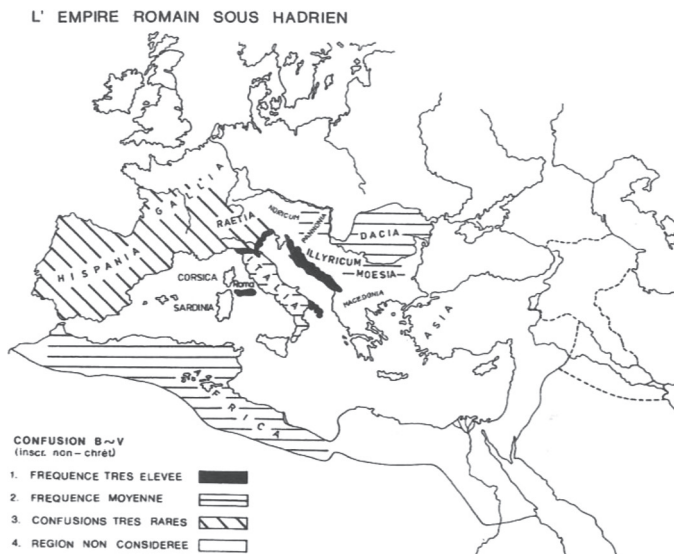 L' EMPIRE ROMAIN SOUS HADRIEN
GALLIA
NORICUM
PANNONIA
RAETIA
DACIA
HISPANIA
ILLYRICUM
MOESIA
CORSICA
ITALIA
Roma
MACEDONIA
SARDINIA
ASIA
AFRICA
CONFUSION B~V
(inscr. non-chrét)
1. FREQUENCE TRES ELEVEE
2. FREQUENCE MOYENNE
3. CONFUSIONS TRES RARES
4. REGION NON CONSIDEREE